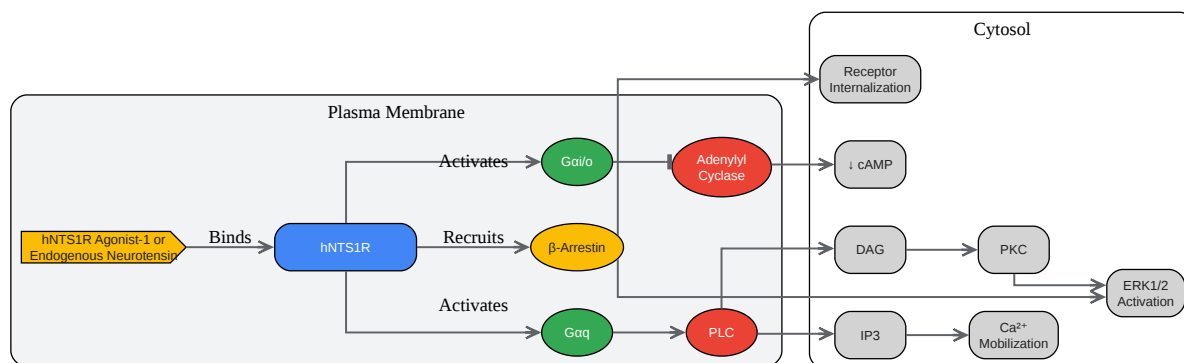 Cytosol
Receptor
Internalization
Plasma Membrane
Activates
Gαi/o
Adenylyl
Cyclase
↓ cAMP
hNTS1R Agonist-1 or
Endogenous Neurotensin
Binds
hNTS1R
Recruits
β-Arrestin
DAG
PKC
ERK1/2
Activation
Activates
Gαq
PLC
IP3
Ca²⁺
Mobilization